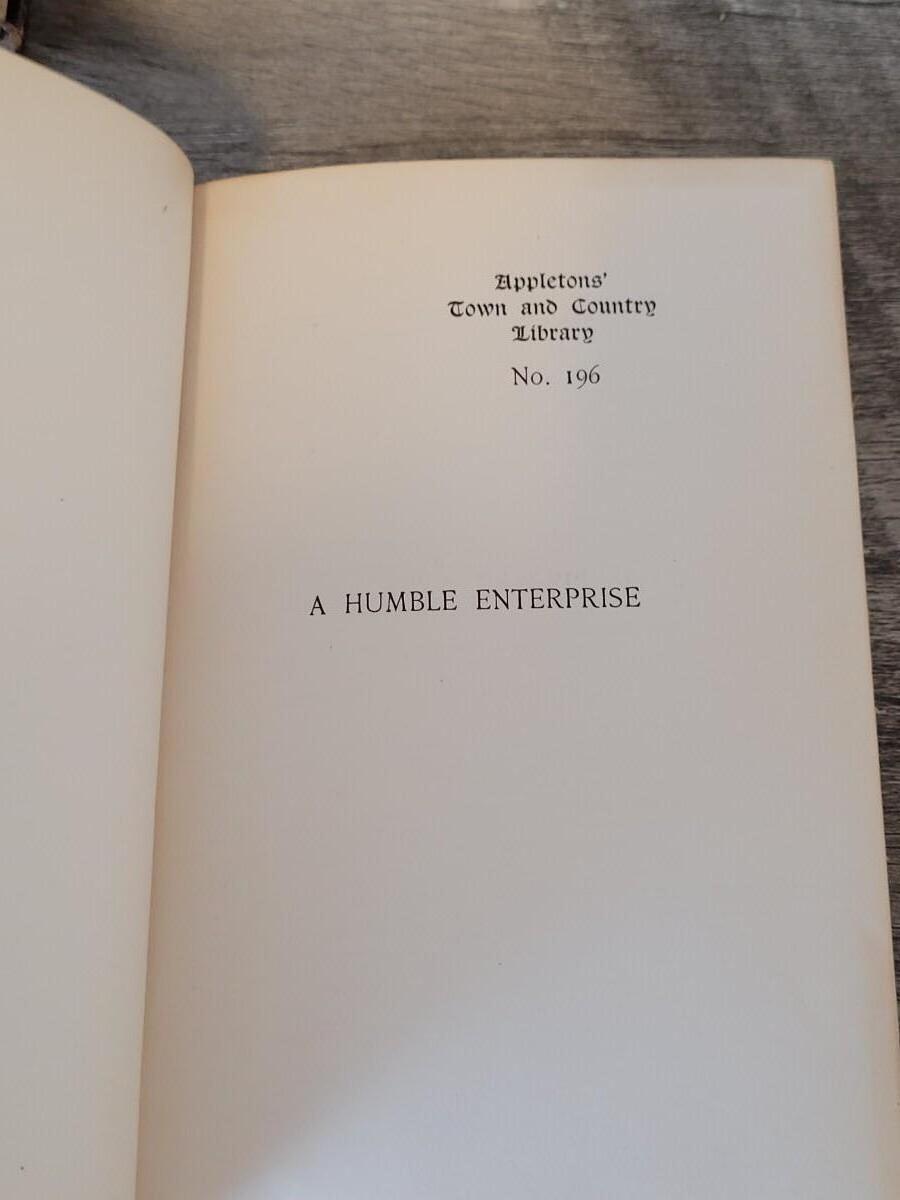 Appletons'
Town and Country
Library
No. 196
A HUMBLE ENTERPRISE